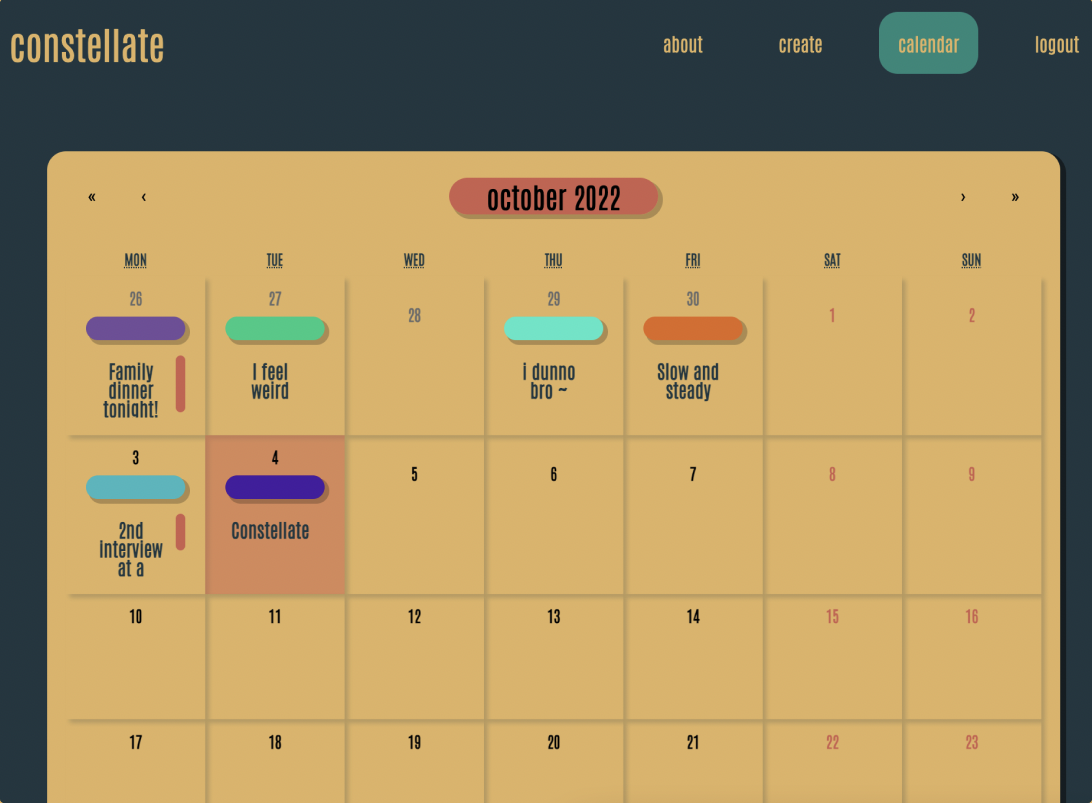 constellate
about create calendar logout
« ‹ october 2022 › »
MON TUE WED THU FRI SAT SUN
26 27 28 29 30 1 2
Family
dinner
tonight!
I feel
weird
i dunno
bro ~
Slow and
steady
3 4 5 6 7 8 9
2nd
interview
at a
Constellate
10 11 12 13 14 15 16
17 18 19 20 21 22 23